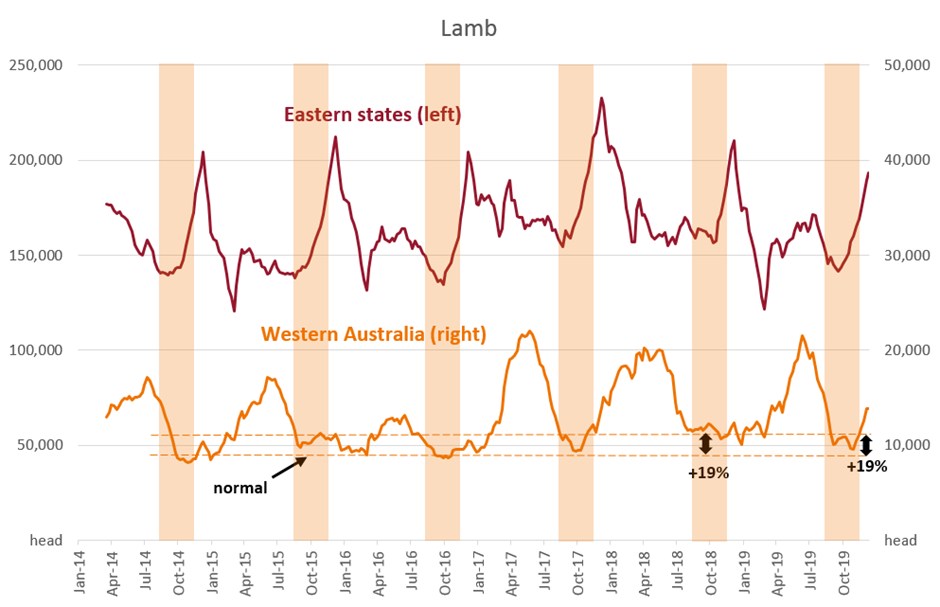 Lamb
250,000
200,000
150,000
100,000
50,000
head
50,000
40,000
30,000
20,000
10,000
head
Eastern states (left)
Western Australia (right)
normal
+19%
+19%
Jan-14
Apr-14
Jul-14
Oct-14
Jan-15
Apr-15
Jul-15
Oct-15
Jan-16
Apr-16
Jul-16
Oct-16
Jan-17
Apr-17
Jul-17
Oct-17
Jan-18
Apr-18
Jul-18
Oct-18
Jan-19
Apr-19
Jul-19
Oct-19